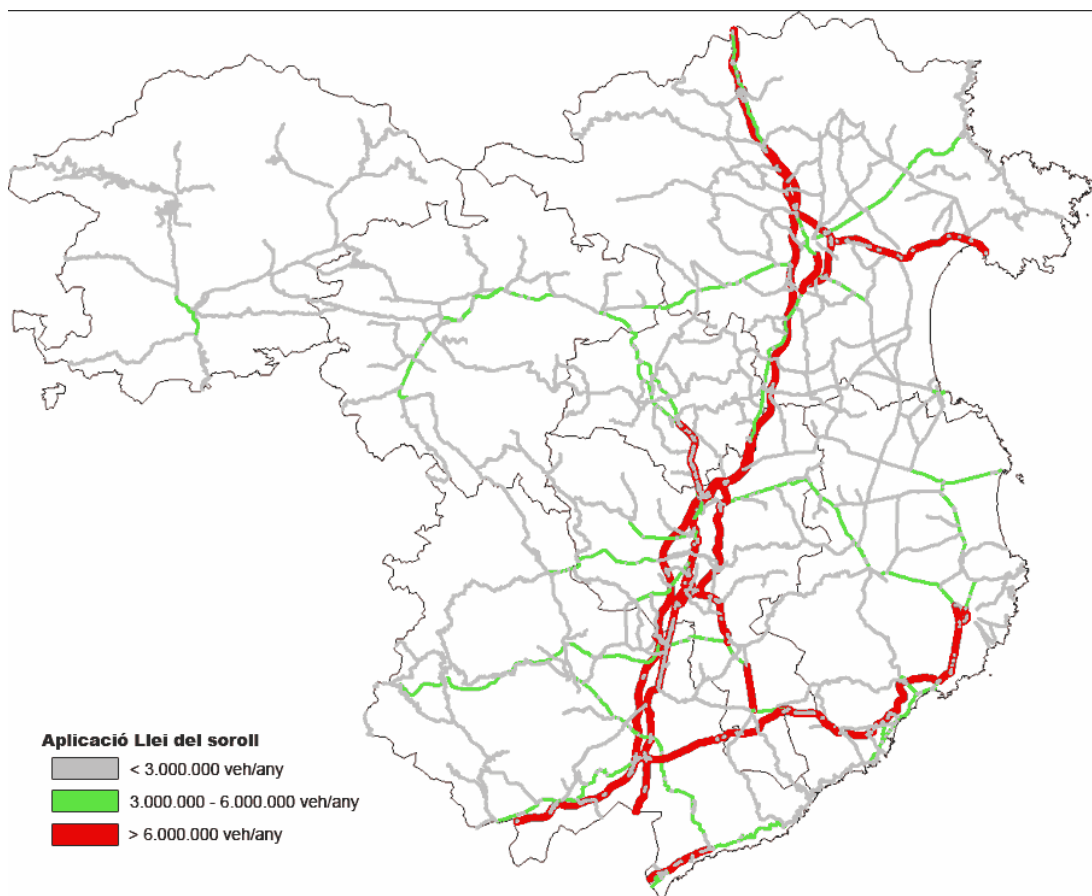 Aplicació Llei del soroll
< 3.000.000 veh/any
3.000.000 - 6.000.000 veh/any
> 6.000.000 veh/any